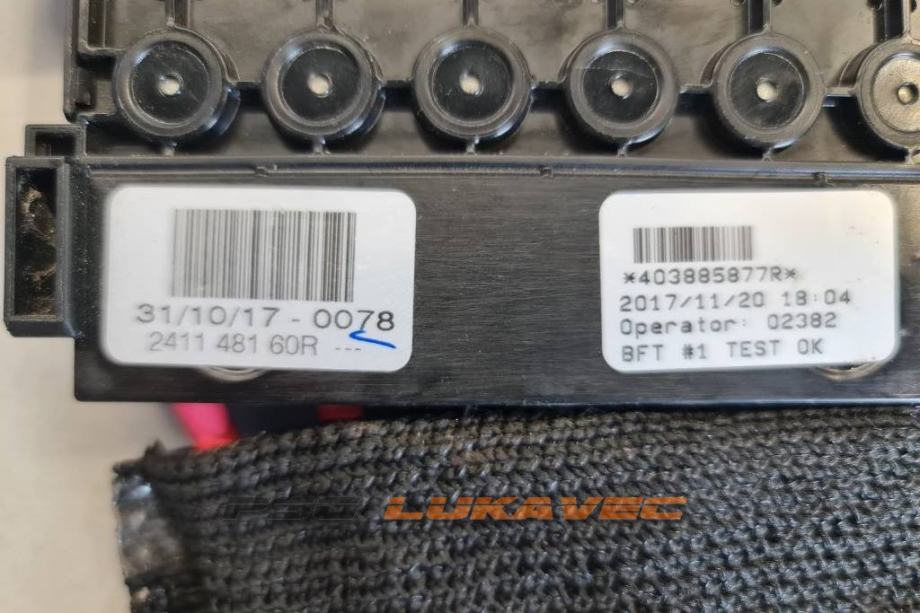 31/10/17 - 0078
2411 481 60R ---
*403885877R*
2017/11/20 18:04
Operator: 02382
BFT #1 TEST OK
LUKAVEC